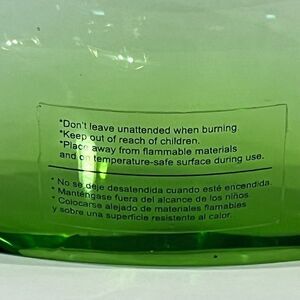 *Don't leave unattended when burning.
*Keep out of reach of children.
*Place away from flammable materials
and on temperature-safe surface during use.
* No se deje desalendida cuando esté encendida.
* Manténgase fuera del alcance de los niños
* Colocarse alejado de materiales flamables
y sobre una superficie resistente al calor.